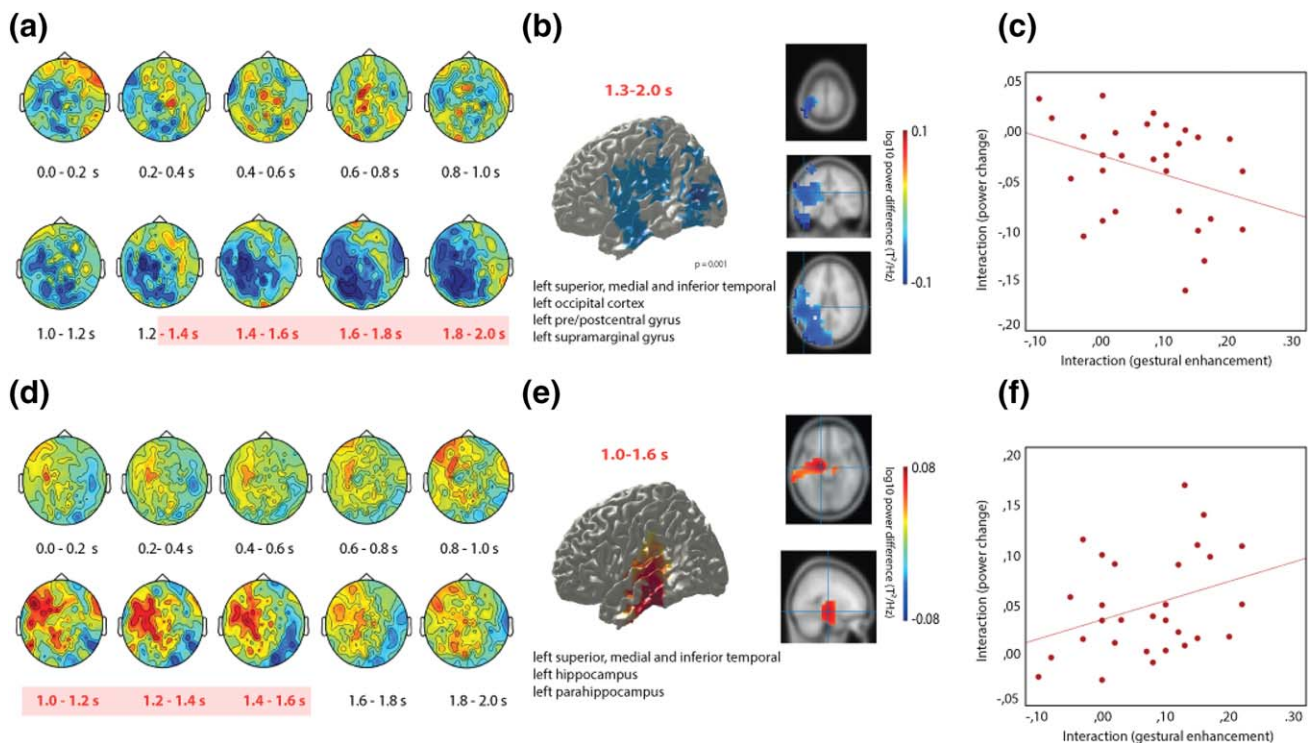 (a)
0.0 - 0.2 s
0.2 - 0.4 s
0.4 - 0.6 s
0.6 - 0.8 s
0.8 - 1.0 s
1.0 - 1.2 s
1.2 - 1.4 s
1.4 - 1.6 s
1.6 - 1.8 s
1.8 - 2.0 s
(b)
1.3-2.0 s
p = 0.001
left superior, medial and inferior temporal
left occipital cortex
left pre/postcentral gyrus
left supramarginal gyrus
0.1
log10 power difference (T²/Hz)
-0.1
(c)
Interaction (power change)
,05
,00
-,05
-,10
-,15
-,20
-,10
,00
,10
,20
.30
Interaction (gestural enhancement)
(d)
0.0 - 0.2 s
0.2 - 0.4 s
0.4 - 0.6 s
0.6 - 0.8 s
0.8 - 1.0 s
1.0 - 1.2 s
1.2 - 1.4 s
1.4 - 1.6 s
1.6 - 1.8 s
1.8 - 2.0 s
(e)
1.0-1.6 s
left superior, medial and inferior temporal
left hippocampus
left parahippocampus
0.08
log10 power difference (T²/Hz)
-0.08
(f)
Interaction (power change)
,20
,15
,10
,05
,00
-,05
-,10
,00
,10
,20
.30
Interaction (gestural enhancement)